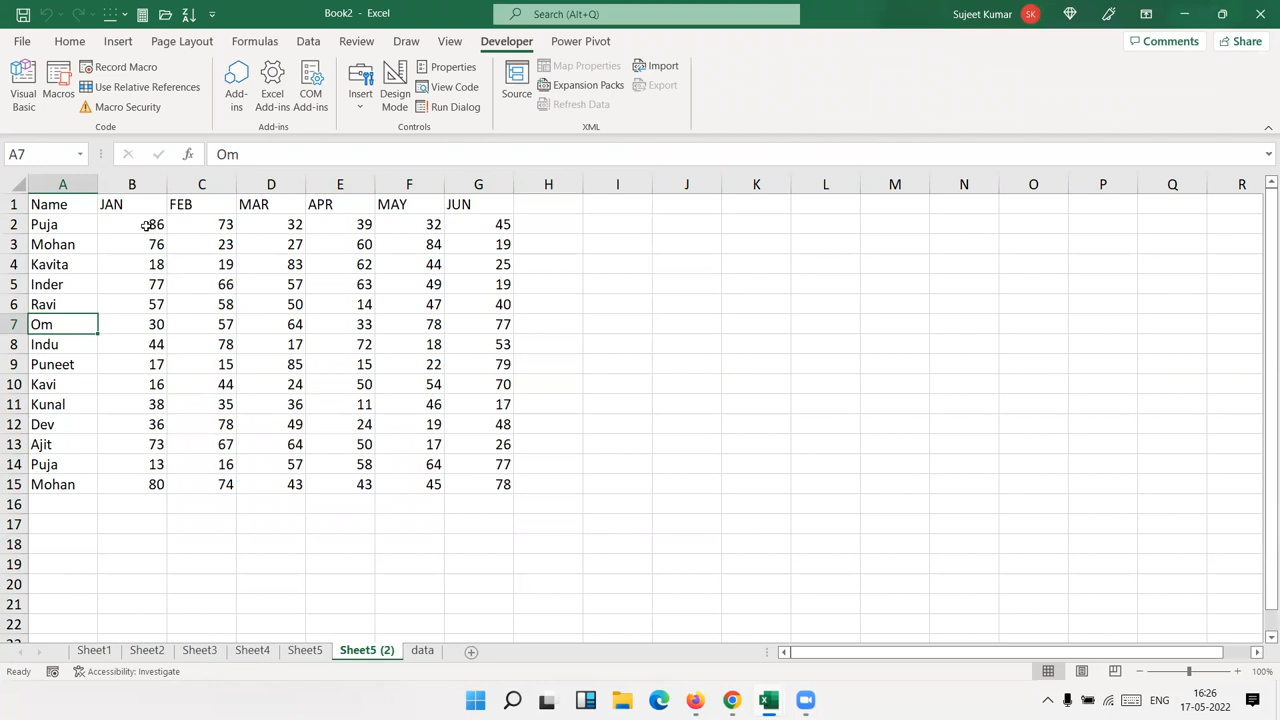 Book2 - Excel
Search (Alt+Q)
Sujeet Kumar SK
File Home Insert Page Layout Formulas Data Review View Draw Developer Power Pivot
Comments Share
Visual Basic
Macros
Record Macro
Use Relative References
Macro Security
Code
Add-ins
Excel Add-ins
COM Add-ins
Add-ins
Insert
Design Mode
Properties
View Code
Run Dialog
Controls
Source
Map Properties
Expansion Packs
Refresh Data
Import
Export
XML
A7 fx Om
A B C D E F G H I J K L M N O P Q R
1 Name JAN FEB MAR APR MAY JUN
2 Puja 86 73 32 39 32 45
3 Mohan 76 23 27 60 84 19
4 Kavita 18 19 83 62 44 25
5 Inder 77 66 57 63 49 19
6 Ravi 57 58 50 14 47 40
7 Om 30 57 64 33 78 77
8 Indu 44 78 17 72 18 53
9 Puneet 17 15 85 15 22 79
10 Kavi 16 44 24 50 54 70
11 Kunal 38 35 36 11 46 17
12 Dev 36 78 49 24 19 48
13 Ajit 73 67 64 50 17 26
14 Puja 13 16 57 58 64 77
15 Mohan 80 74 43 43 45 78
16
17
18
19
20
21
22
23
Sheet1 Sheet2 Sheet3 Sheet4 Sheet5 Sheet5 (2) data
Ready Accessibility: Investigate 100%
ENG 16:26
17-05-2022